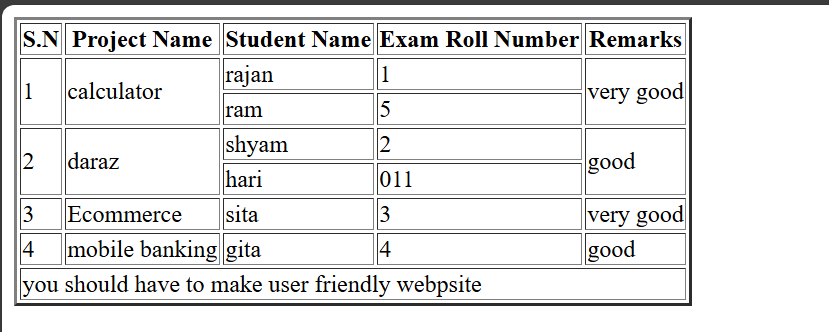 S.N Project Name Student Name Exam Roll Number Remarks
1 calculator rajan 1 very good
ram 5
2 daraz shyam 2 good
hari 011
3 Ecommerce sita 3 very good
4 mobile banking gita 4 good
you should have to make user friendly webpsite